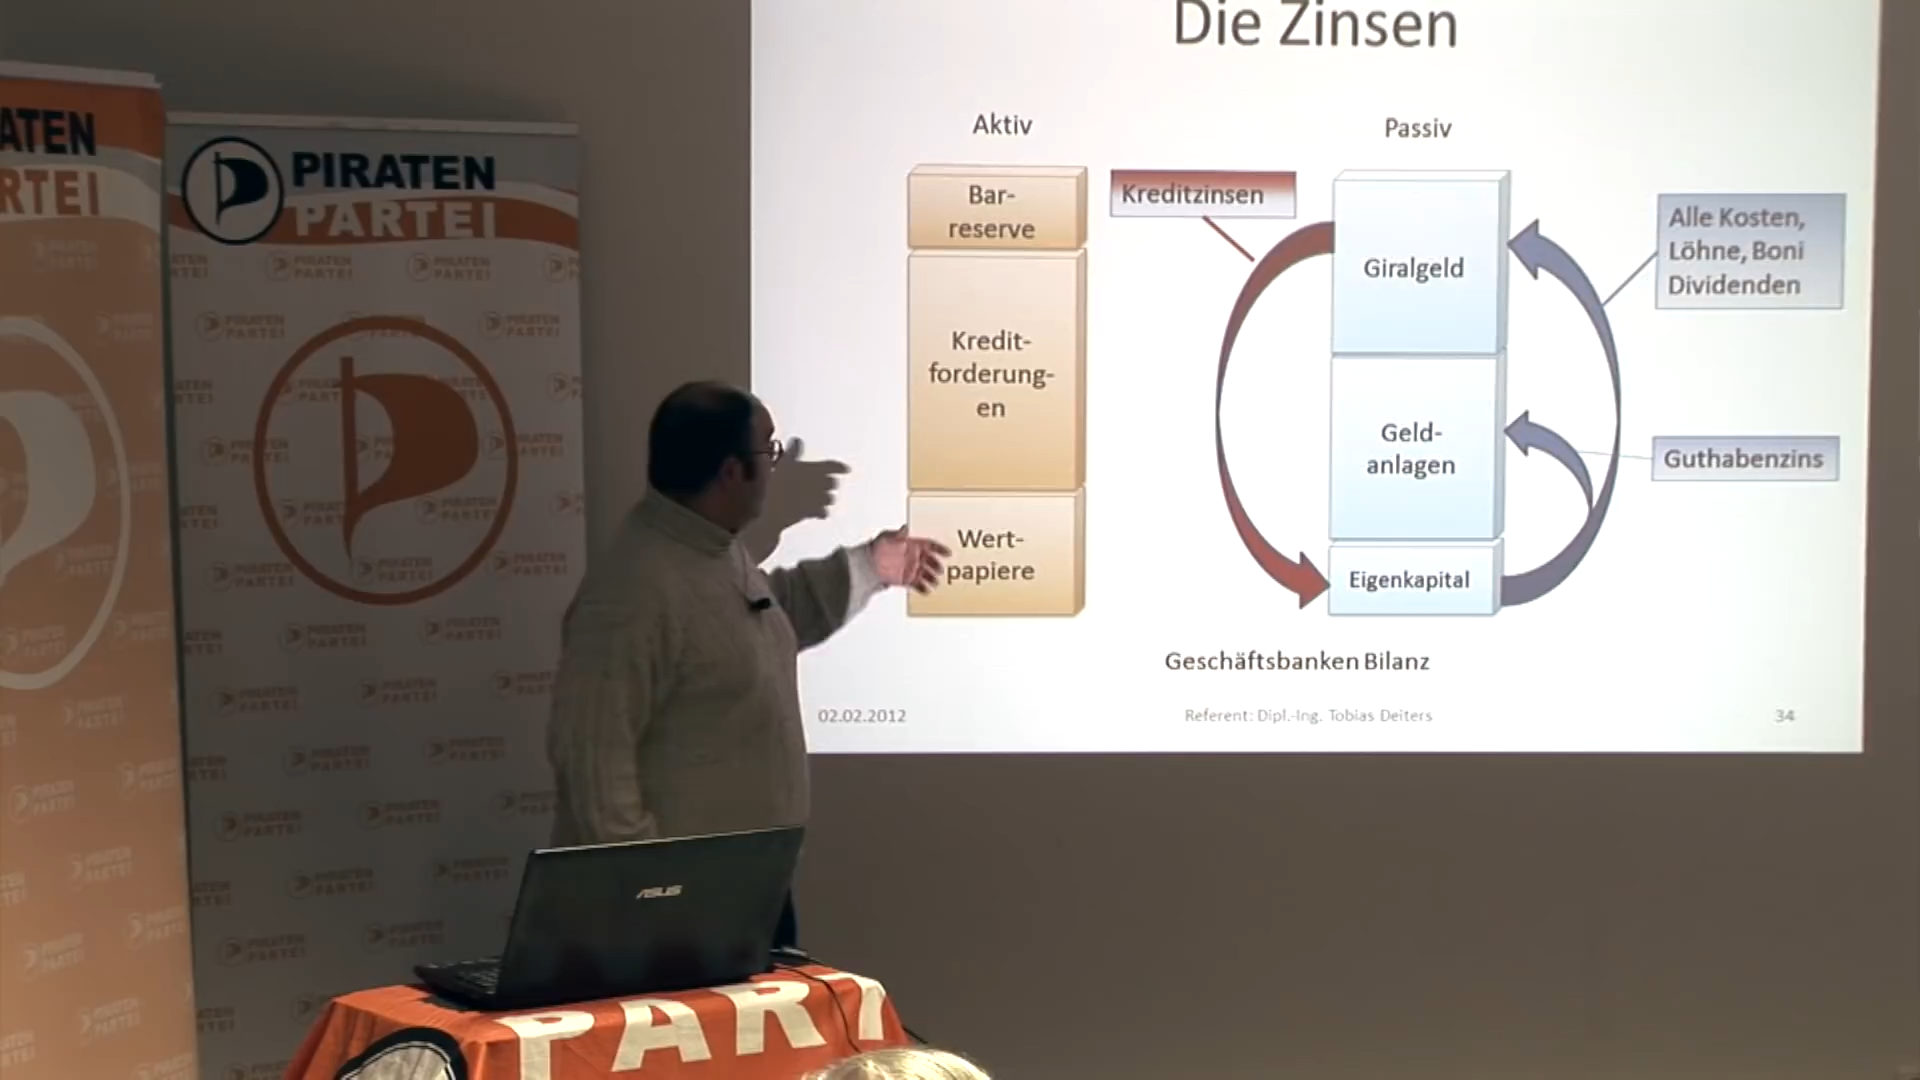 Die Zinsen
Aktiv
Passiv
Bar-
reserve
Kredit-
forderung-
en
Wert-
papiere
Kreditzinsen
Giralgeld
Geld-
anlagen
Eigenkapital
Alle Kosten,
Löhne, Boni
Dividenden
Guthabenzins
Geschäftsbanken Bilanz
02.02.2012
Referent: Dipl.-Ing. Tobias Deiters
34
ATEN
RTEI
PIRATEN
PARTEI
ASUS
PART